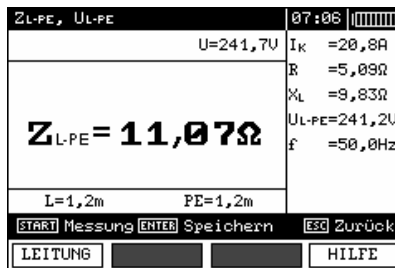 ZL-PE, UL-PE 07:06
U=241,7V
IK =20,8A
R =5,09Ω
XL =9,83Ω
UL-PE=241,2V
f =50,0Hz
ZL-PE=11,07Ω
L=1,2m PE=1,2m
START Messung ENTER Speichern ESC Zurück
LEITUNG HILFE